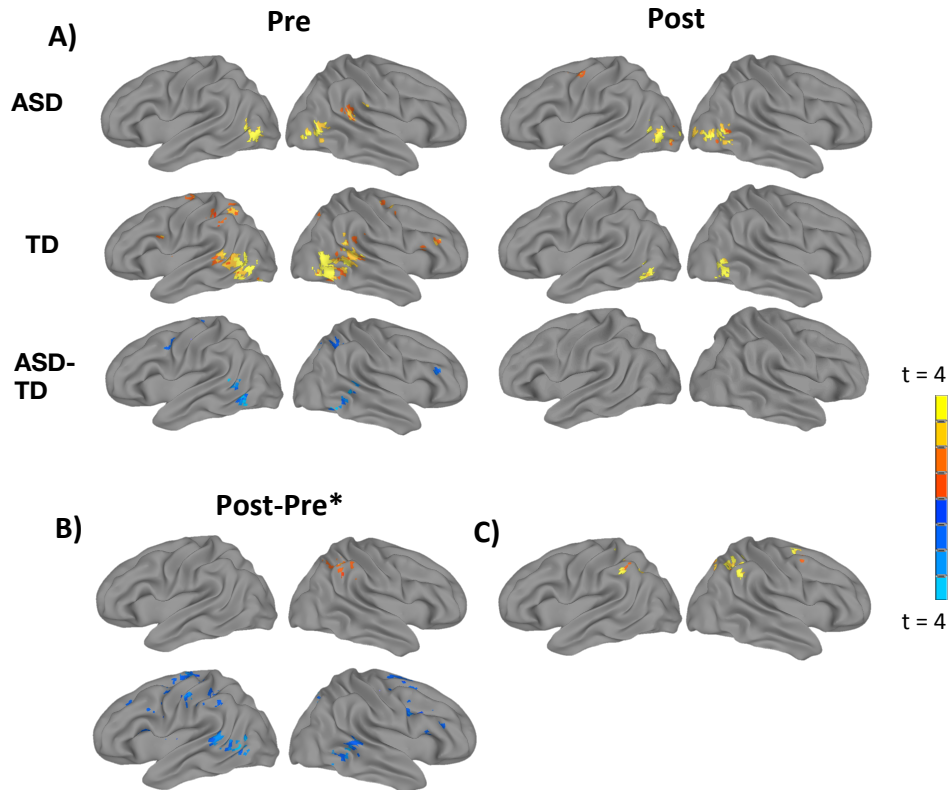 A)
Pre
Post
ASD
TD
ASD-
TD
t = 4
t = 4
B)
Post-Pre*
C)